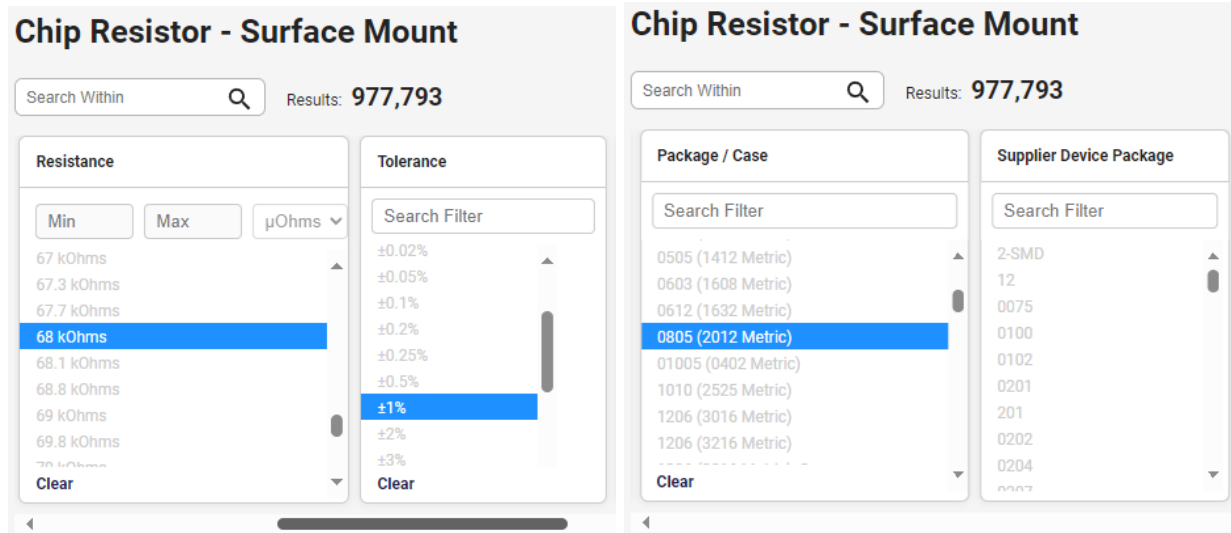 Chip Resistor - Surface Mount
Search Within
Results: 977,793
Resistance
Min
Max
µOhms
67 kOhms
67.3 kOhms
67.7 kOhms
68 kOhms
68.1 kOhms
68.8 kOhms
69 kOhms
69.8 kOhms
Clear
Tolerance
Search Filter
±0.02%
±0.05%
±0.1%
±0.2%
±0.25%
±0.5%
±1%
±2%
±3%
Clear
Chip Resistor - Surface Mount
Search Within
Results: 977,793
Package / Case
Search Filter
0505 (1412 Metric)
0603 (1608 Metric)
0612 (1632 Metric)
0805 (2012 Metric)
01005 (0402 Metric)
1010 (2525 Metric)
1206 (3016 Metric)
1206 (3216 Metric)
Clear
Supplier Device Package
Search Filter
2-SMD
12
0075
0100
0102
0201
201
0202
0204